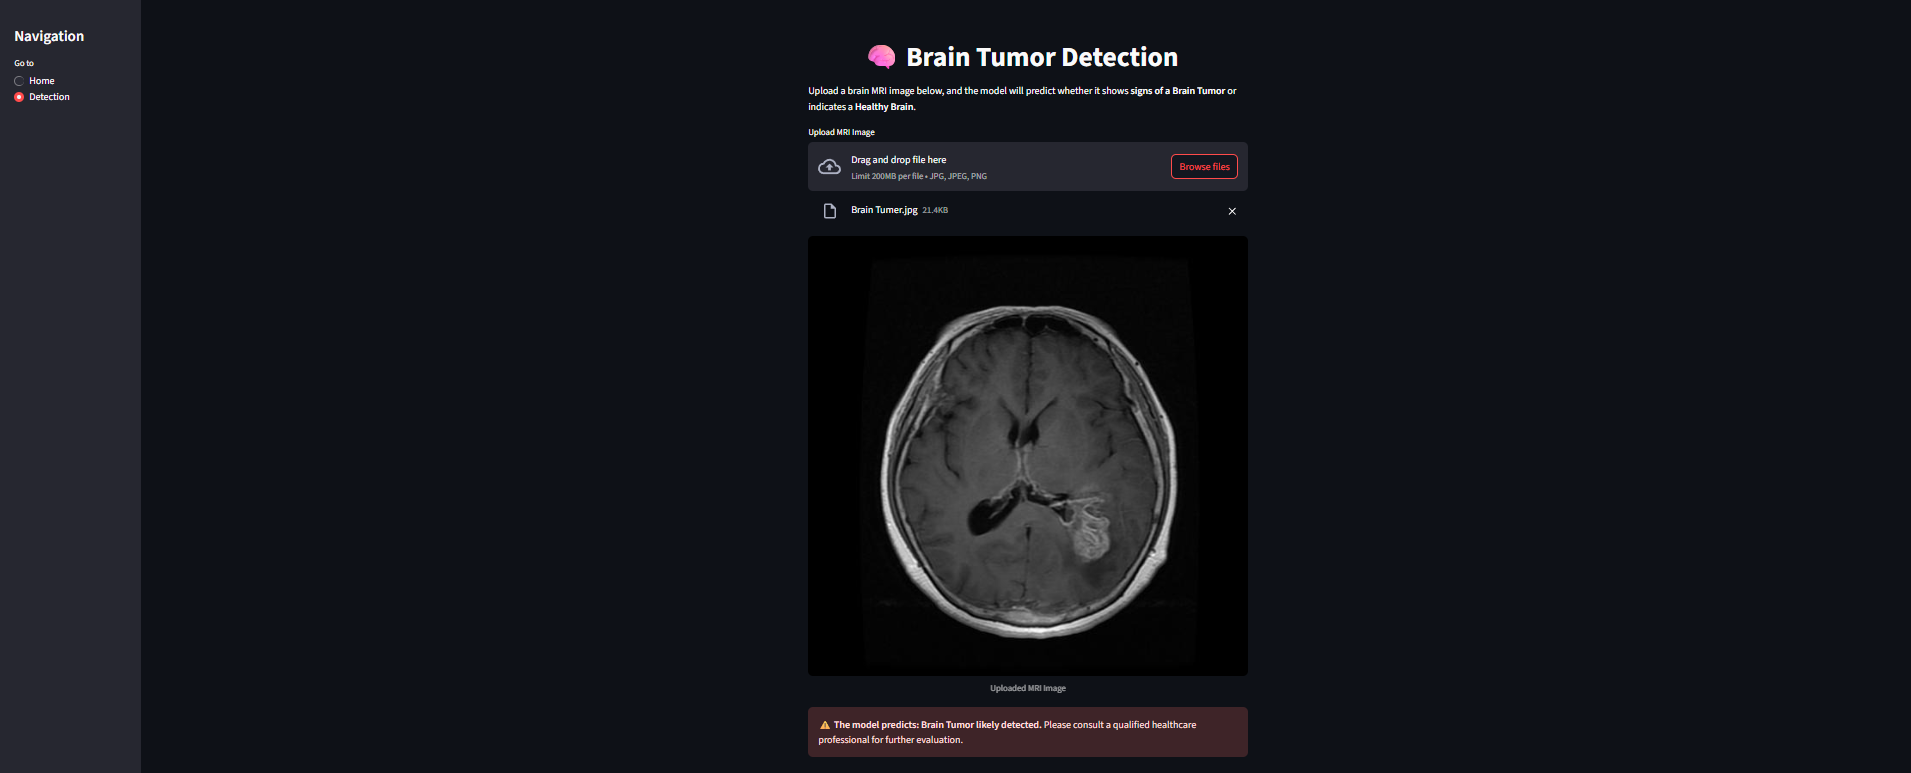 Navigation
Go to
Home
Detection
Brain Tumor Detection
Upload a brain MRI image below, and the model will predict whether it shows signs of a Brain Tumor or
indicates a Healthy Brain.
Upload MRI Image
Drag and drop file here
Limit 200MB per file • JPG, JPEG, PNG
Browse files
Brain Tumer.jpg 21.4KB
Uploaded MRI Image
The model predicts: Brain Tumor likely detected. Please consult a qualified healthcare
professional for further evaluation.